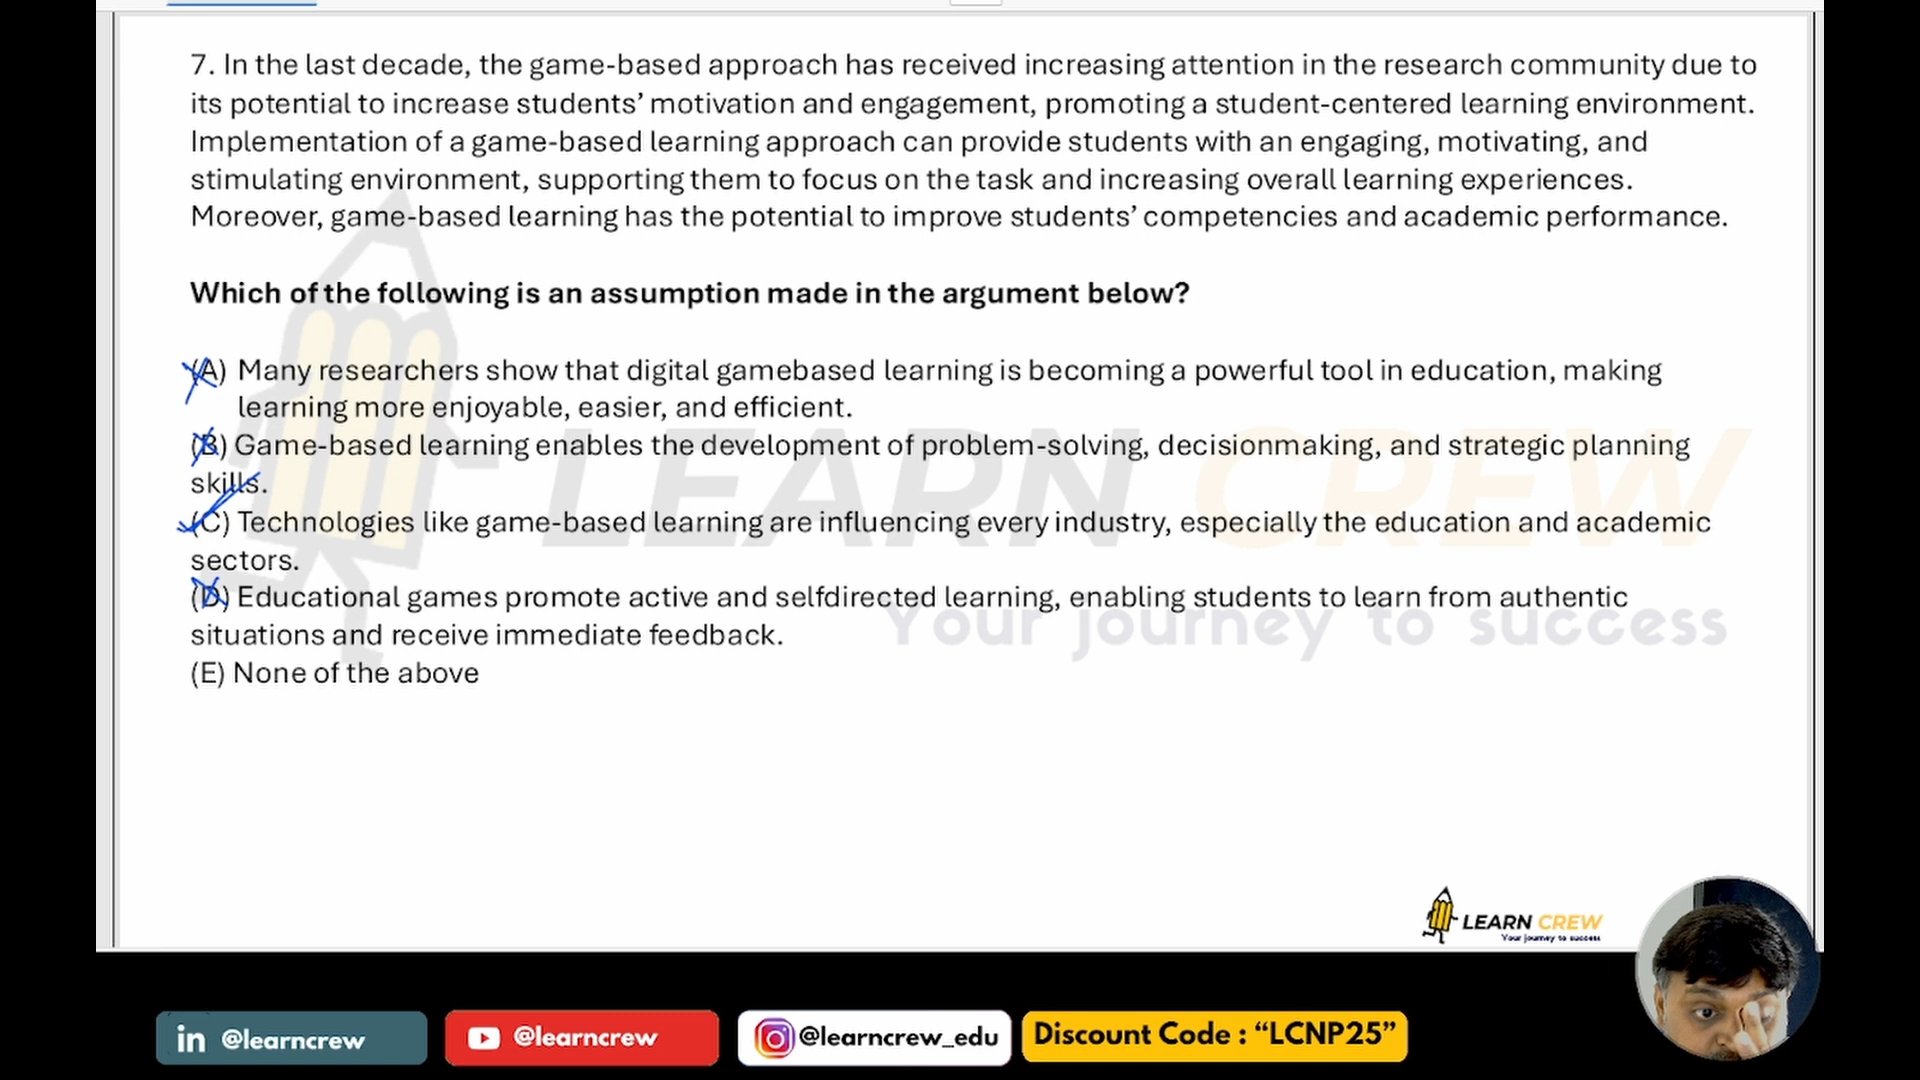 7. In the last decade, the game-based approach has received increasing attention in the research community due to
its potential to increase students’ motivation and engagement, promoting a student-centered learning environment.
Implementation of a game-based learning approach can provide students with an engaging, motivating, and
stimulating environment, supporting them to focus on the task and increasing overall learning experiences.
Moreover, game-based learning has the potential to improve students’ competencies and academic performance.
Which of the following is an assumption made in the argument below?
(A) Many researchers show that digital gamebased learning is becoming a powerful tool in education, making
learning more enjoyable, easier, and efficient.
(B) Game-based learning enables the development of problem-solving, decisionmaking, and strategic planning
skills.
(C) Technologies like game-based learning are influencing every industry, especially the education and academic
sectors.
(D) Educational games promote active and selfdirected learning, enabling students to learn from authentic
situations and receive immediate feedback.
(E) None of the above
LEARN CREW
Your journey to success
LEARN CREW
Your journey to success
in @learncrew
@learncrew
@learncrew_edu
Discount Code : “LCNP25”